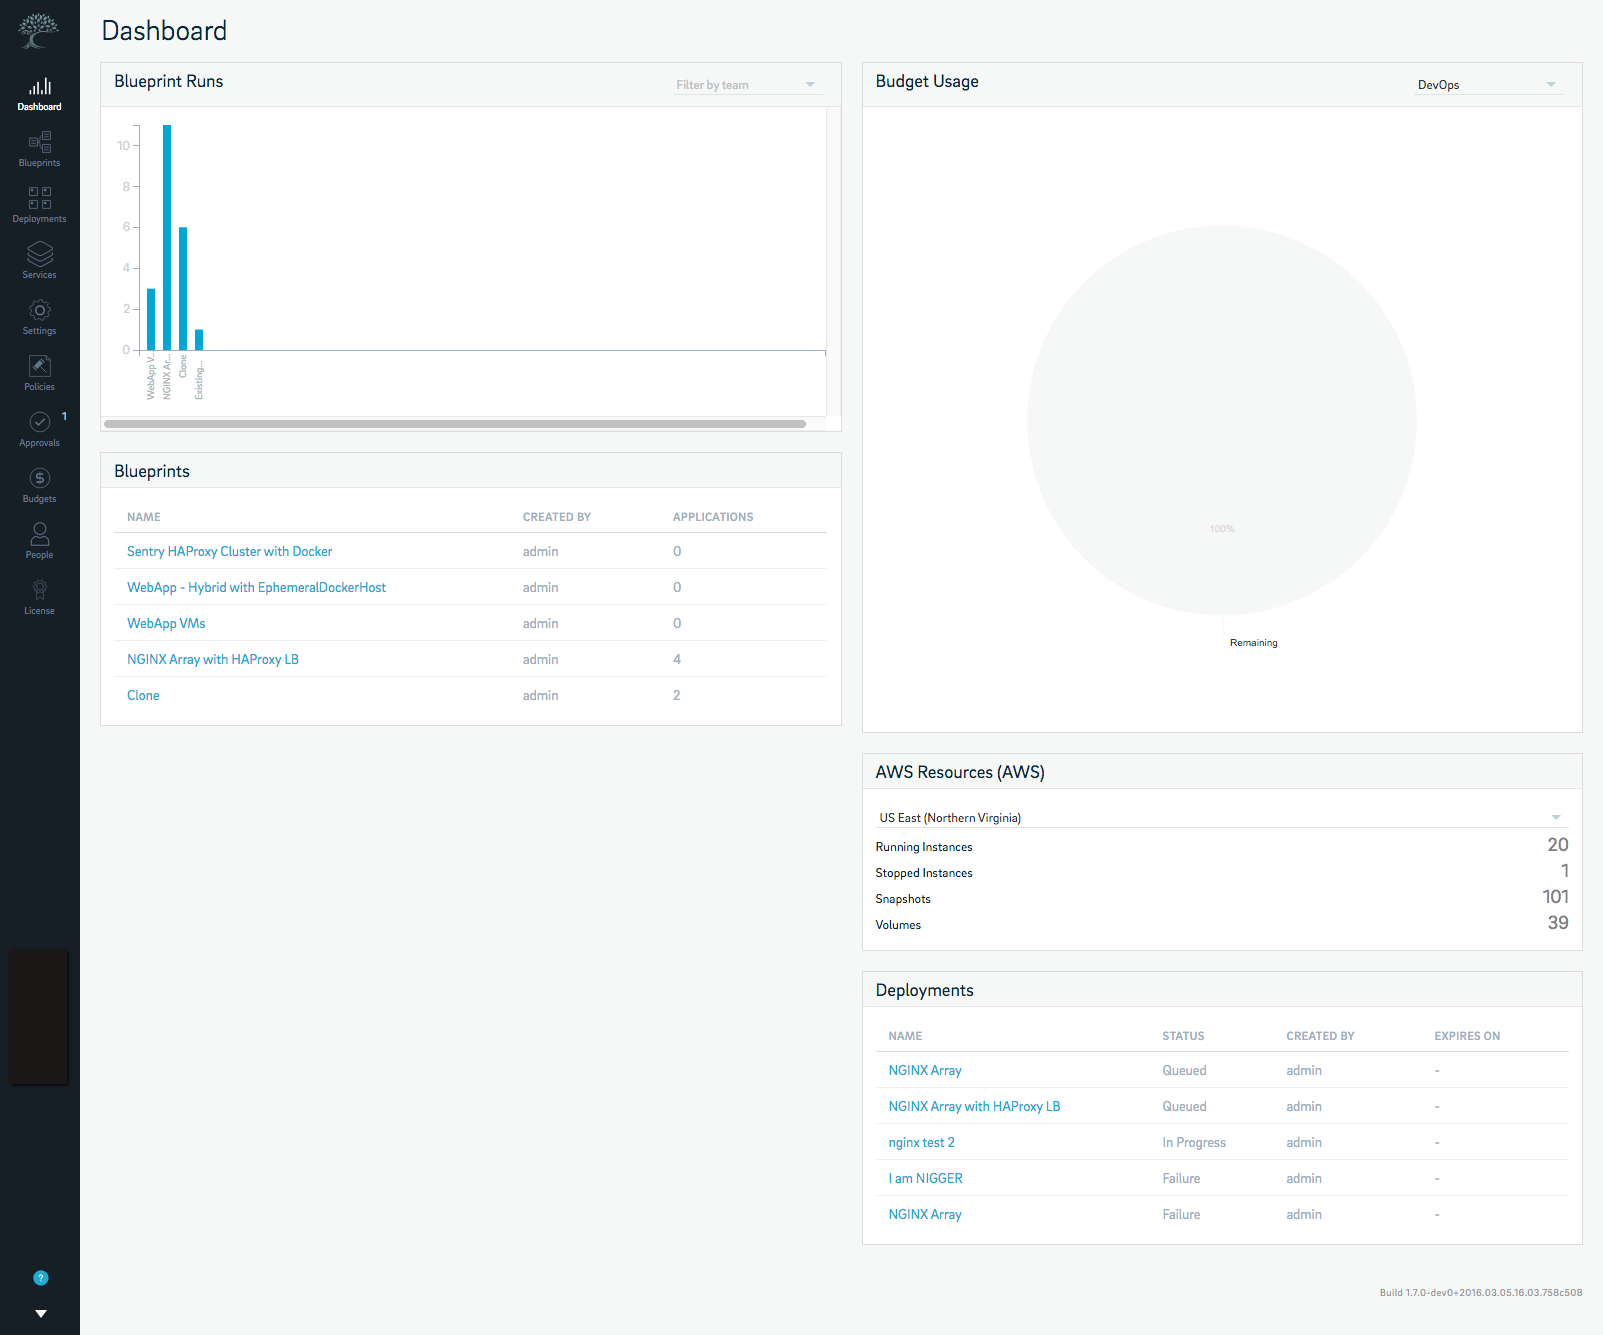 Dashboard
Dashboard
Blueprints
Deployments
Services
Settings
Policies
1
Approvals
$
Budgets
People
License
?
Blueprint Runs
Filter by team
10
8
6
4
2
0
WebApp V...
NGINX Ar...
Clone
Existing...
Blueprints
NAME CREATED BY APPLICATIONS
Sentry HAProxy Cluster with Docker admin 0
WebApp - Hybrid with EphemeralDockerHost admin 0
WebApp VMs admin 0
NGINX Array with HAProxy LB admin 4
Clone admin 2
Budget Usage
DevOps
100%
Remaining
AWS Resources (AWS)
US East (Northern Virginia)
Running Instances 20
Stopped Instances 1
Snapshots 101
Volumes 39
Deployments
NAME STATUS CREATED BY EXPIRES ON
NGINX Array Queued admin -
NGINX Array with HAProxy LB Queued admin -
nginx test 2 In Progress admin -
I am NIGGER Failure admin -
NGINX Array Failure admin -
Build 1.7.0-dev0+2016.03.05.16.03.758c508